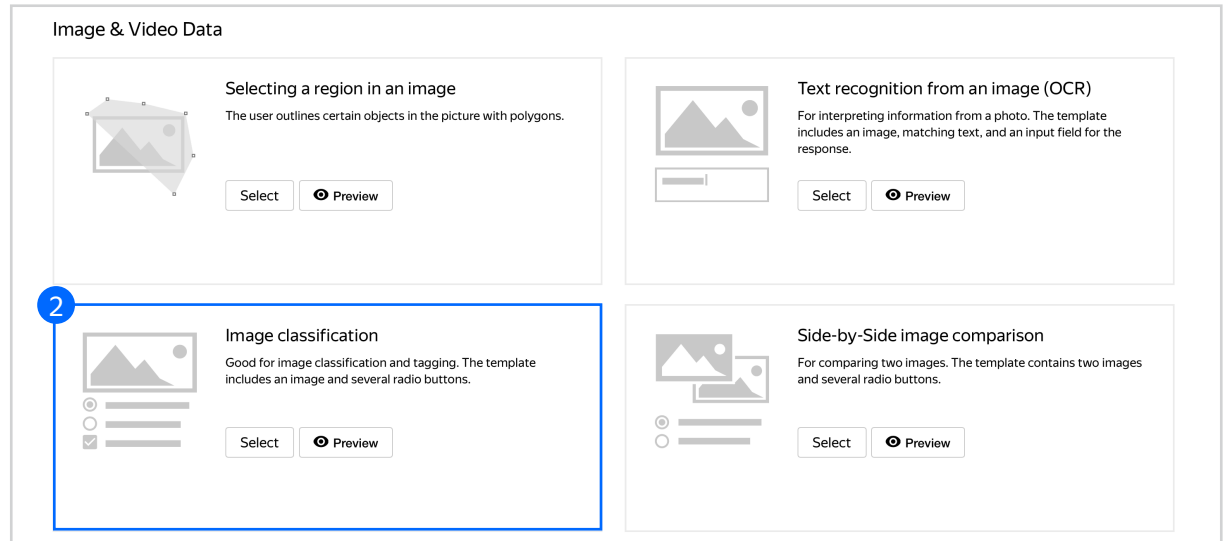 Image & Video Data
Selecting a region in an image
The user outlines certain objects in the picture with polygons.
Select
Preview
Text recognition from an image (OCR)
For interpreting information from a photo. The template
includes an image, matching text, and an input field for the
response.
Select
Preview
2
Image classification
Good for image classification and tagging. The template
includes an image and several radio buttons.
Select
Preview
Side-by-Side image comparison
For comparing two images. The template contains two images
and several radio buttons.
Select
Preview